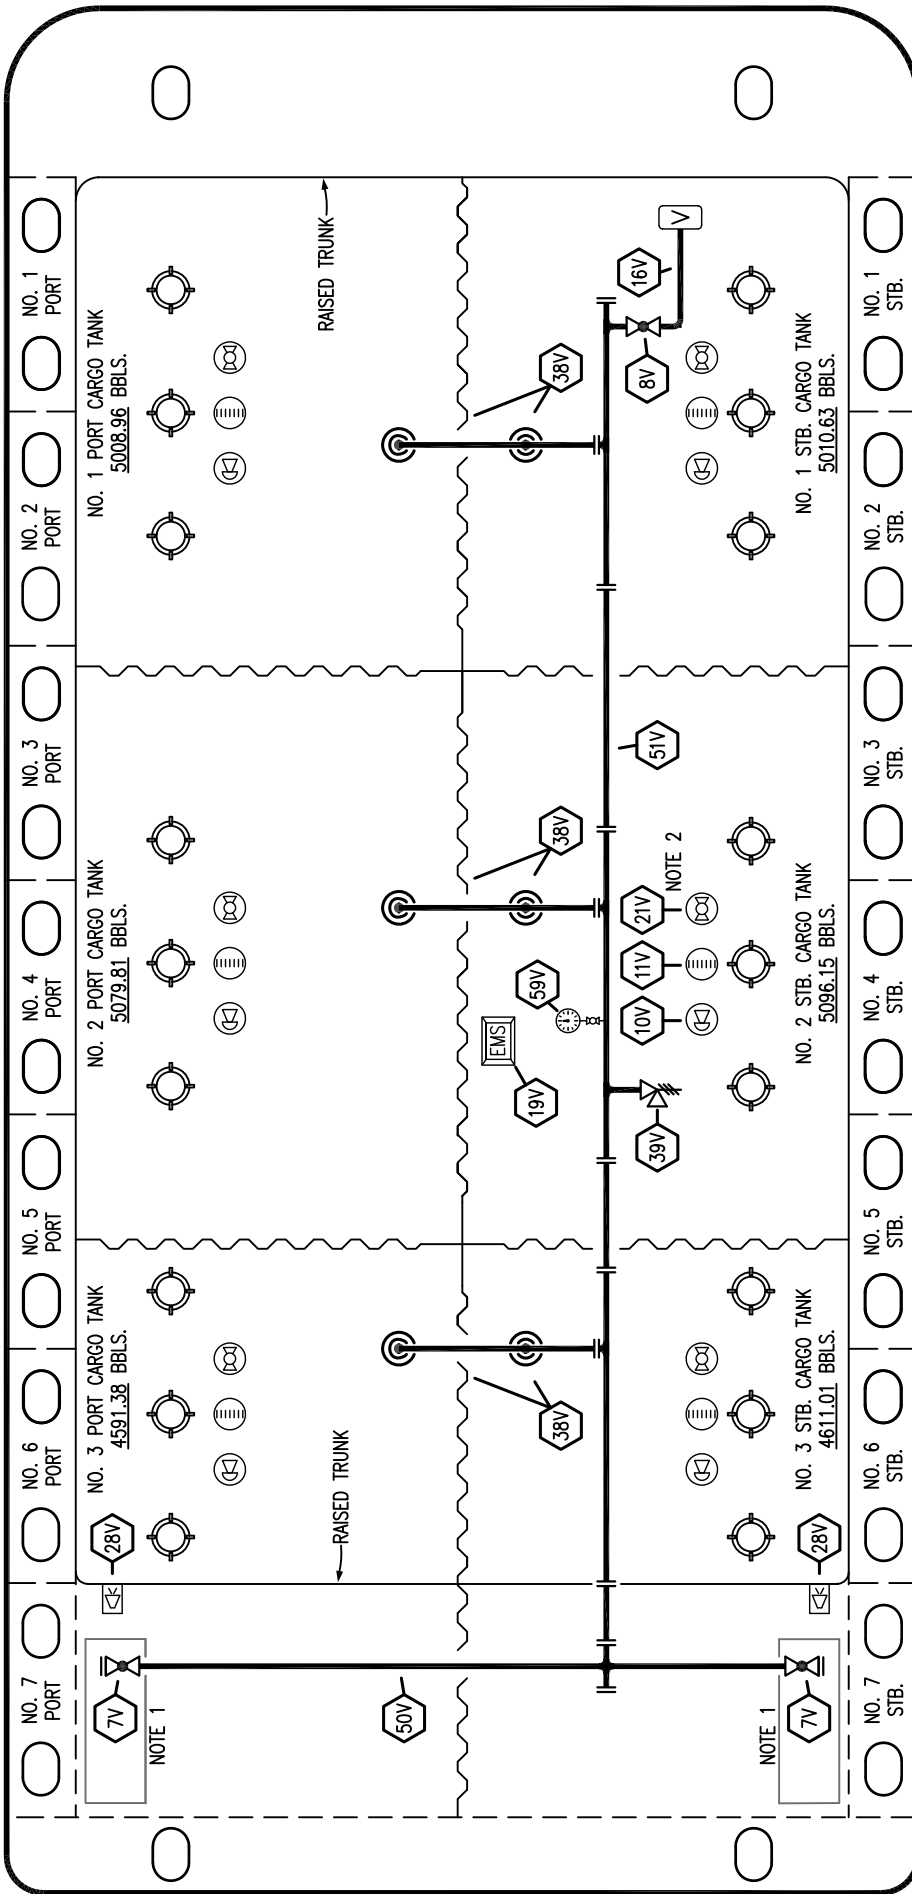 NO. 1
PORT
NO. 2
PORT
NO. 3
PORT
NO. 4
PORT
NO. 5
PORT
NO. 6
PORT
NO. 7
PORT
NO. 1 PORT CARGO TANK
5008.96 BBLS.
RAISED TRUNK
NO. 2 PORT CARGO TANK
5079.81 BBLS.
NO. 3 PORT CARGO TANK
4591.38 BBLS.
RAISED TRUNK
28V
7V
NOTE 1
50V
38V
38V
38V
V
16V
8V
51V
59V
EMS
19V
21V
11V
10V
NOTE 2
39V
NO. 1 STB. CARGO TANK
5010.63 BBLS.
NO. 2 STB. CARGO TANK
5096.15 BBLS.
NO. 3 STB. CARGO TANK
4611.01 BBLS.
28V
NOTE 1
7V
NO. 1
STB.
NO. 2
STB.
NO. 3
STB.
NO. 4
STB.
NO. 5
STB.
NO. 6
STB.
NO. 7
STB.